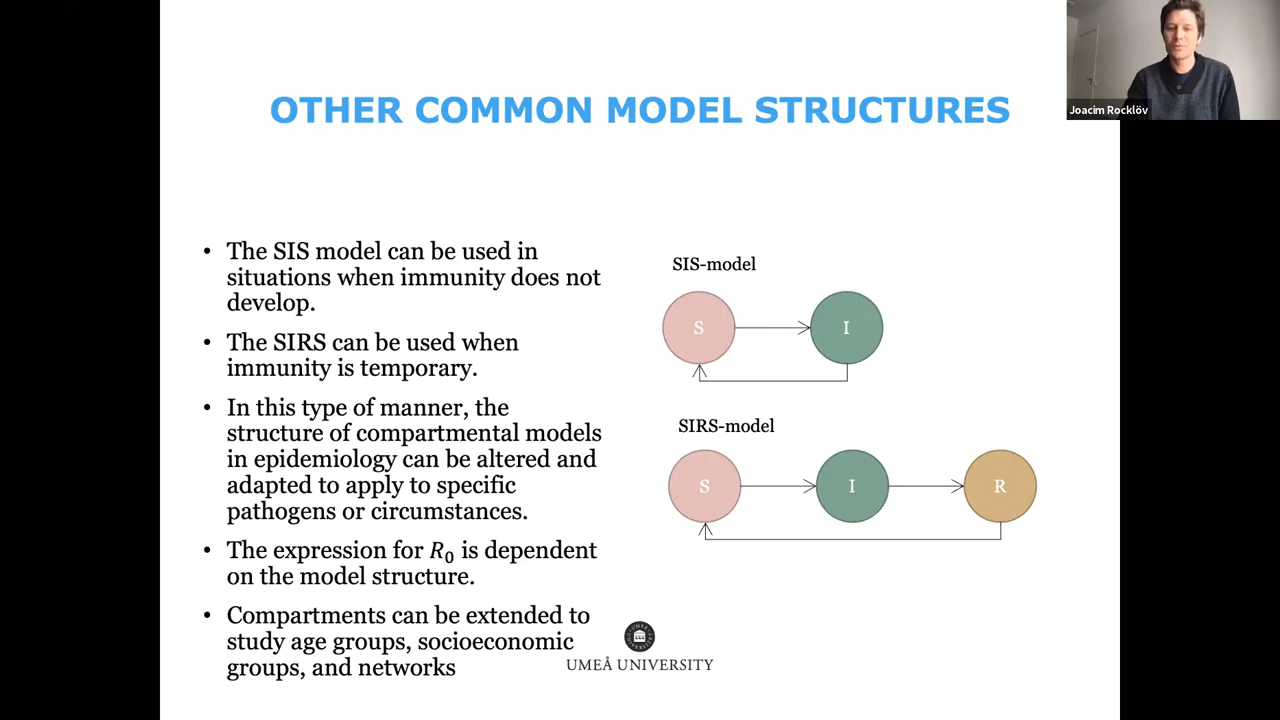 Joacim Rocklöv
OTHER COMMON MODEL STRUCTURES
• The SIS model can be used in
situations when immunity does not
develop.
• The SIRS can be used when
immunity is temporary.
• In this type of manner, the
structure of compartmental models
in epidemiology can be altered and
adapted to apply to specific
pathogens or circumstances.
• The expression for R₀ is dependent
on the model structure.
• Compartments can be extended to
study age groups, socioeconomic
groups, and networks
SIS-model
S
I
SIRS-model
S
I
R
UMEÅ UNIVERSITY